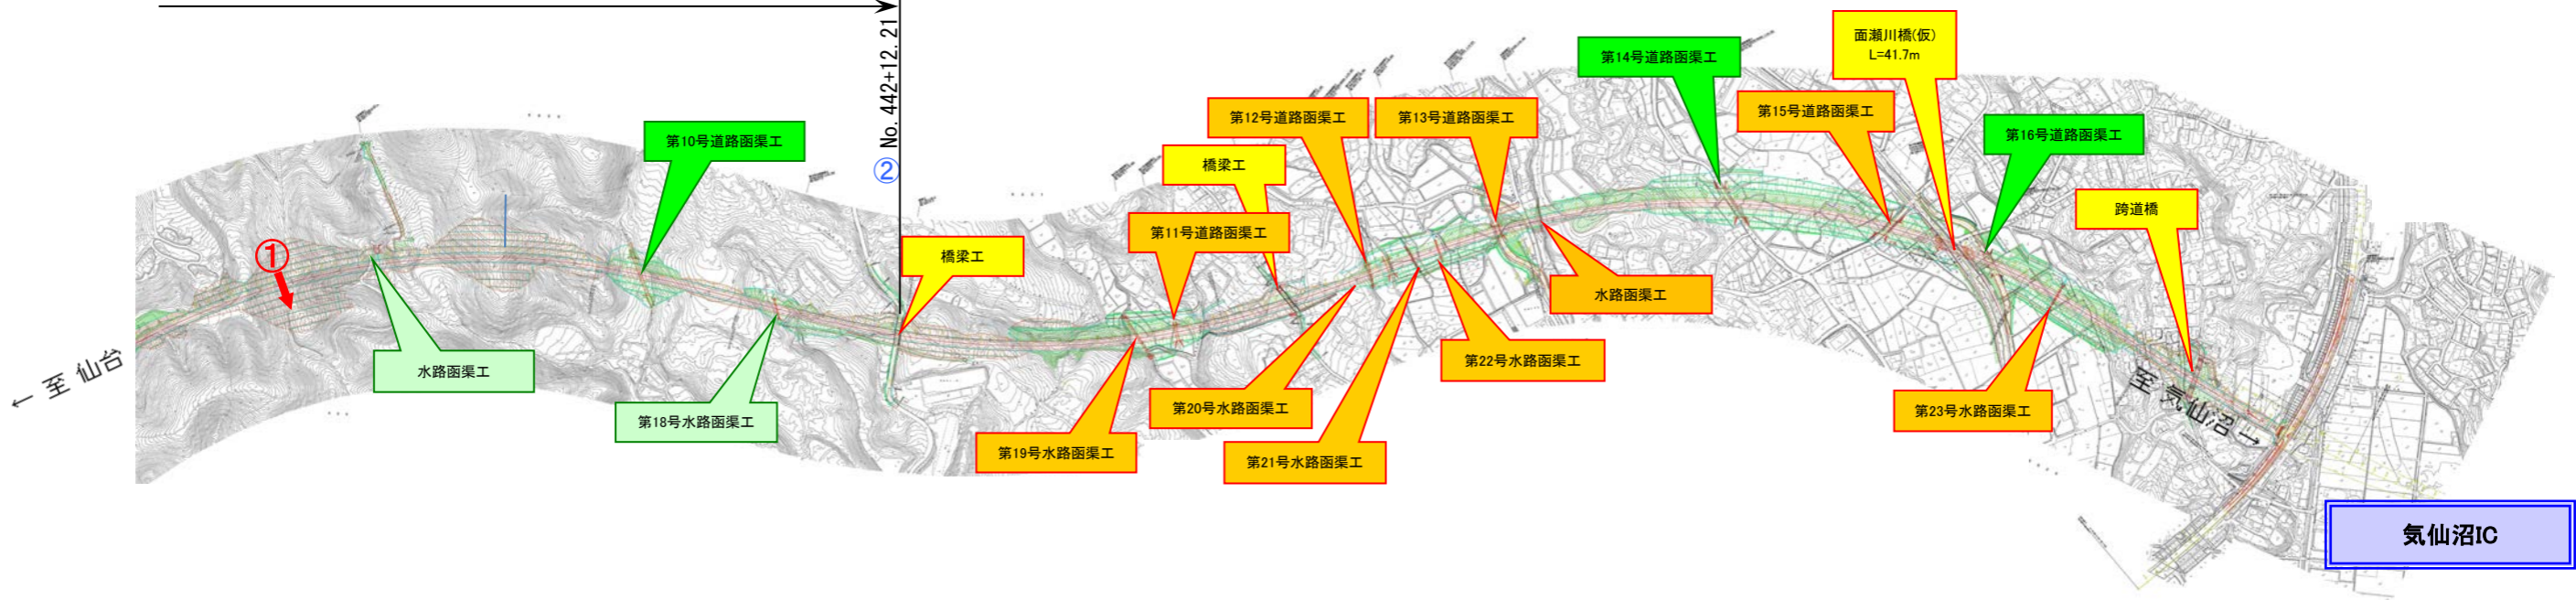 No. 442+12. 21
②
①
← 至 仙台
水路函渠工
第10号道路函渠工
第18号水路函渠工
橋梁工
第19号水路函渠工
第11号道路函渠工
橋梁工
第12号道路函渠工
第20号水路函渠工
第21号水路函渠工
第13号道路函渠工
第22号水路函渠工
水路函渠工
第14号道路函渠工
第15号道路函渠工
面瀬川橋(仮)
L=41.7m
第16号道路函渠工
第23号水路函渠工
跨道橋
至 気仙沼 →
気仙沼IC